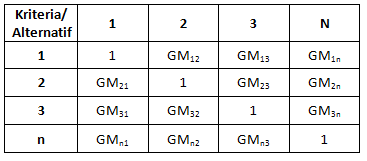 Kriteria/ Alternatif 1 2 3 N
1 1 GM12 GM13 GM1n
2 GM21 1 GM23 GM2n
3 GM31 GM32 1 GM3n
n GMn1 GMn2 GMn3 1